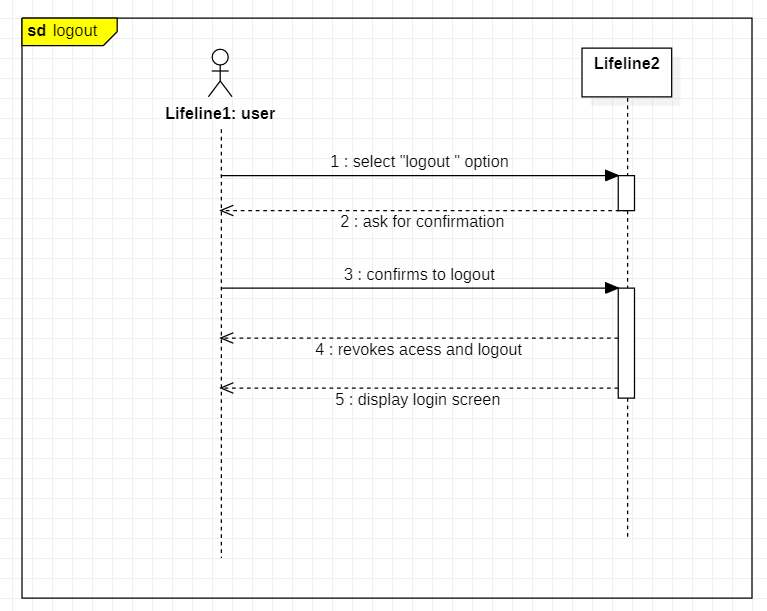 sd logout
Lifeline1: user
Lifeline2
1 : select "logout " option
2 : ask for confirmation
3 : confirms to logout
4 : revokes acess and logout
5 : display login screen